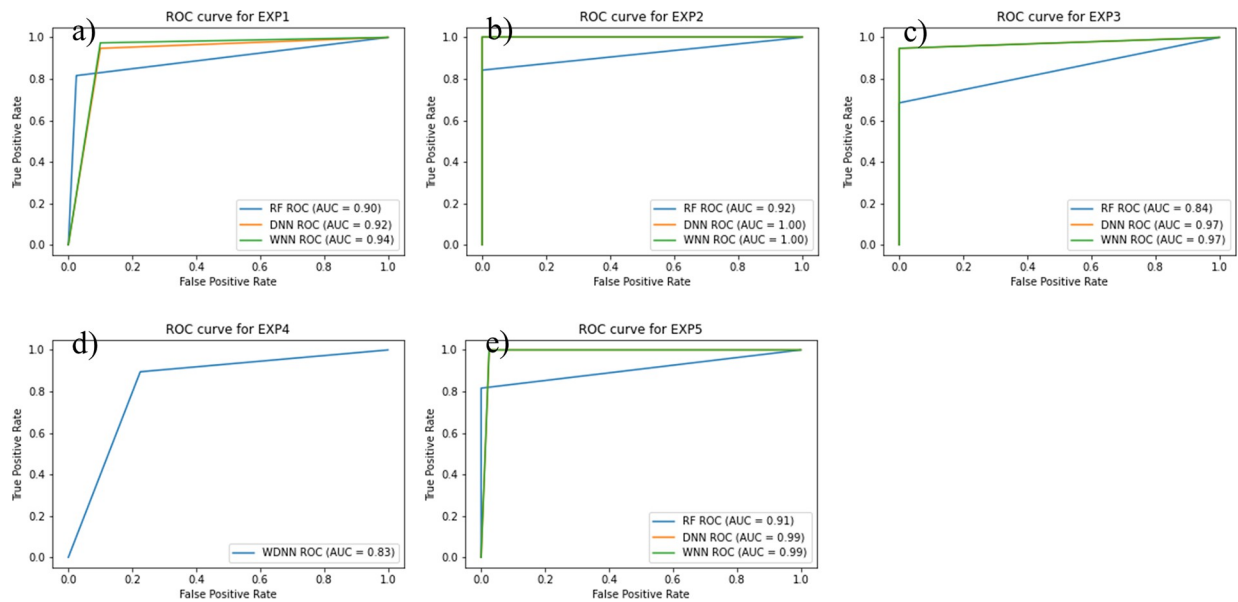 ROC curve for EXP1
a)
1.0
0.8
0.6
0.4
0.2
0.0
True Positive Rate
RF ROC (AUC = 0.90)
DNN ROC (AUC = 0.92)
WNN ROC (AUC = 0.94)
0.0 0.2 0.4 0.6 0.8 1.0
False Positive Rate
ROC curve for EXP2
b)
1.0
0.8
0.6
0.4
0.2
0.0
True Positive Rate
RF ROC (AUC = 0.92)
DNN ROC (AUC = 1.00)
WNN ROC (AUC = 1.00)
0.0 0.2 0.4 0.6 0.8 1.0
False Positive Rate
ROC curve for EXP3
c)
1.0
0.8
0.6
0.4
0.2
0.0
True Positive Rate
RF ROC (AUC = 0.84)
DNN ROC (AUC = 0.97)
WNN ROC (AUC = 0.97)
0.0 0.2 0.4 0.6 0.8 1.0
False Positive Rate
ROC curve for EXP4
d)
1.0
0.8
0.6
0.4
0.2
0.0
True Positive Rate
WDNN ROC (AUC = 0.83)
0.0 0.2 0.4 0.6 0.8 1.0
False Positive Rate
ROC curve for EXP5
e)
1.0
0.8
0.6
0.4
0.2
0.0
True Positive Rate
RF ROC (AUC = 0.91)
DNN ROC (AUC = 0.99)
WNN ROC (AUC = 0.99)
0.0 0.2 0.4 0.6 0.8 1.0
False Positive Rate